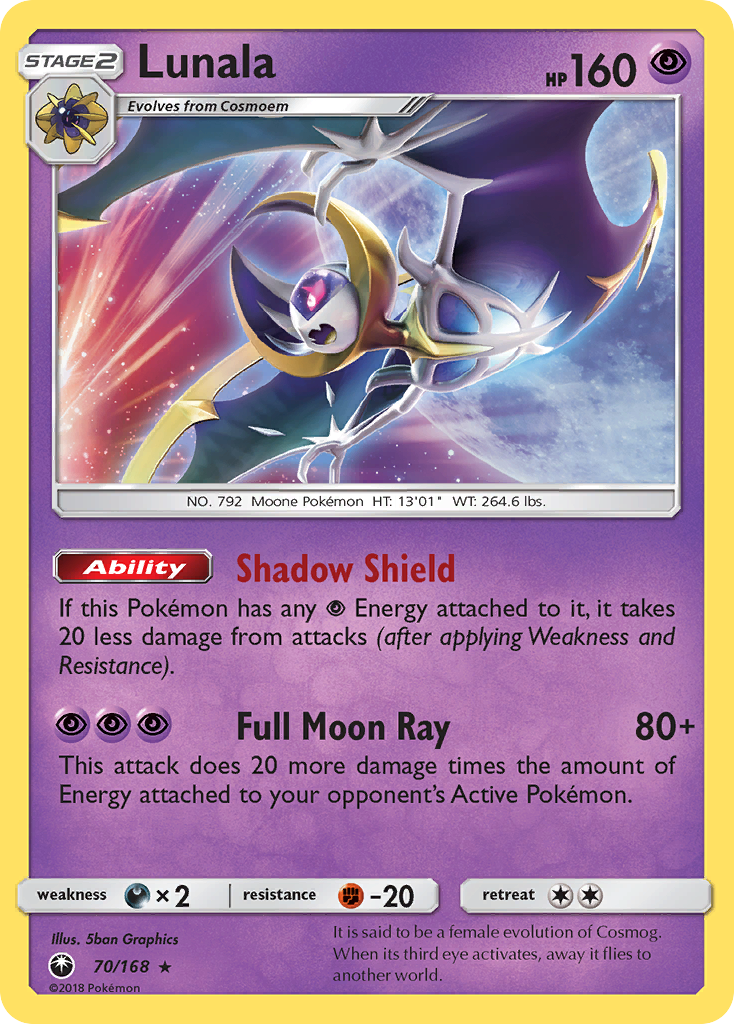 STAGE2 Lunala HP 160
Evolves from Cosmoem
NO. 792 Moone Pokémon HT: 13'01" WT: 264.6 lbs.
Ability Shadow Shield
If this Pokémon has any Energy attached to it, it takes
20 less damage from attacks (after applying Weakness and
Resistance).
Full Moon Ray 80+
This attack does 20 more damage times the amount of
Energy attached to your opponent's Active Pokémon.
weakness ×2 resistance -20 retreat
Illus. 5ban Graphics
70/168 ★
©2018 Pokémon
It is said to be a female evolution of Cosmog.
When its third eye activates, away it flies to
another world.